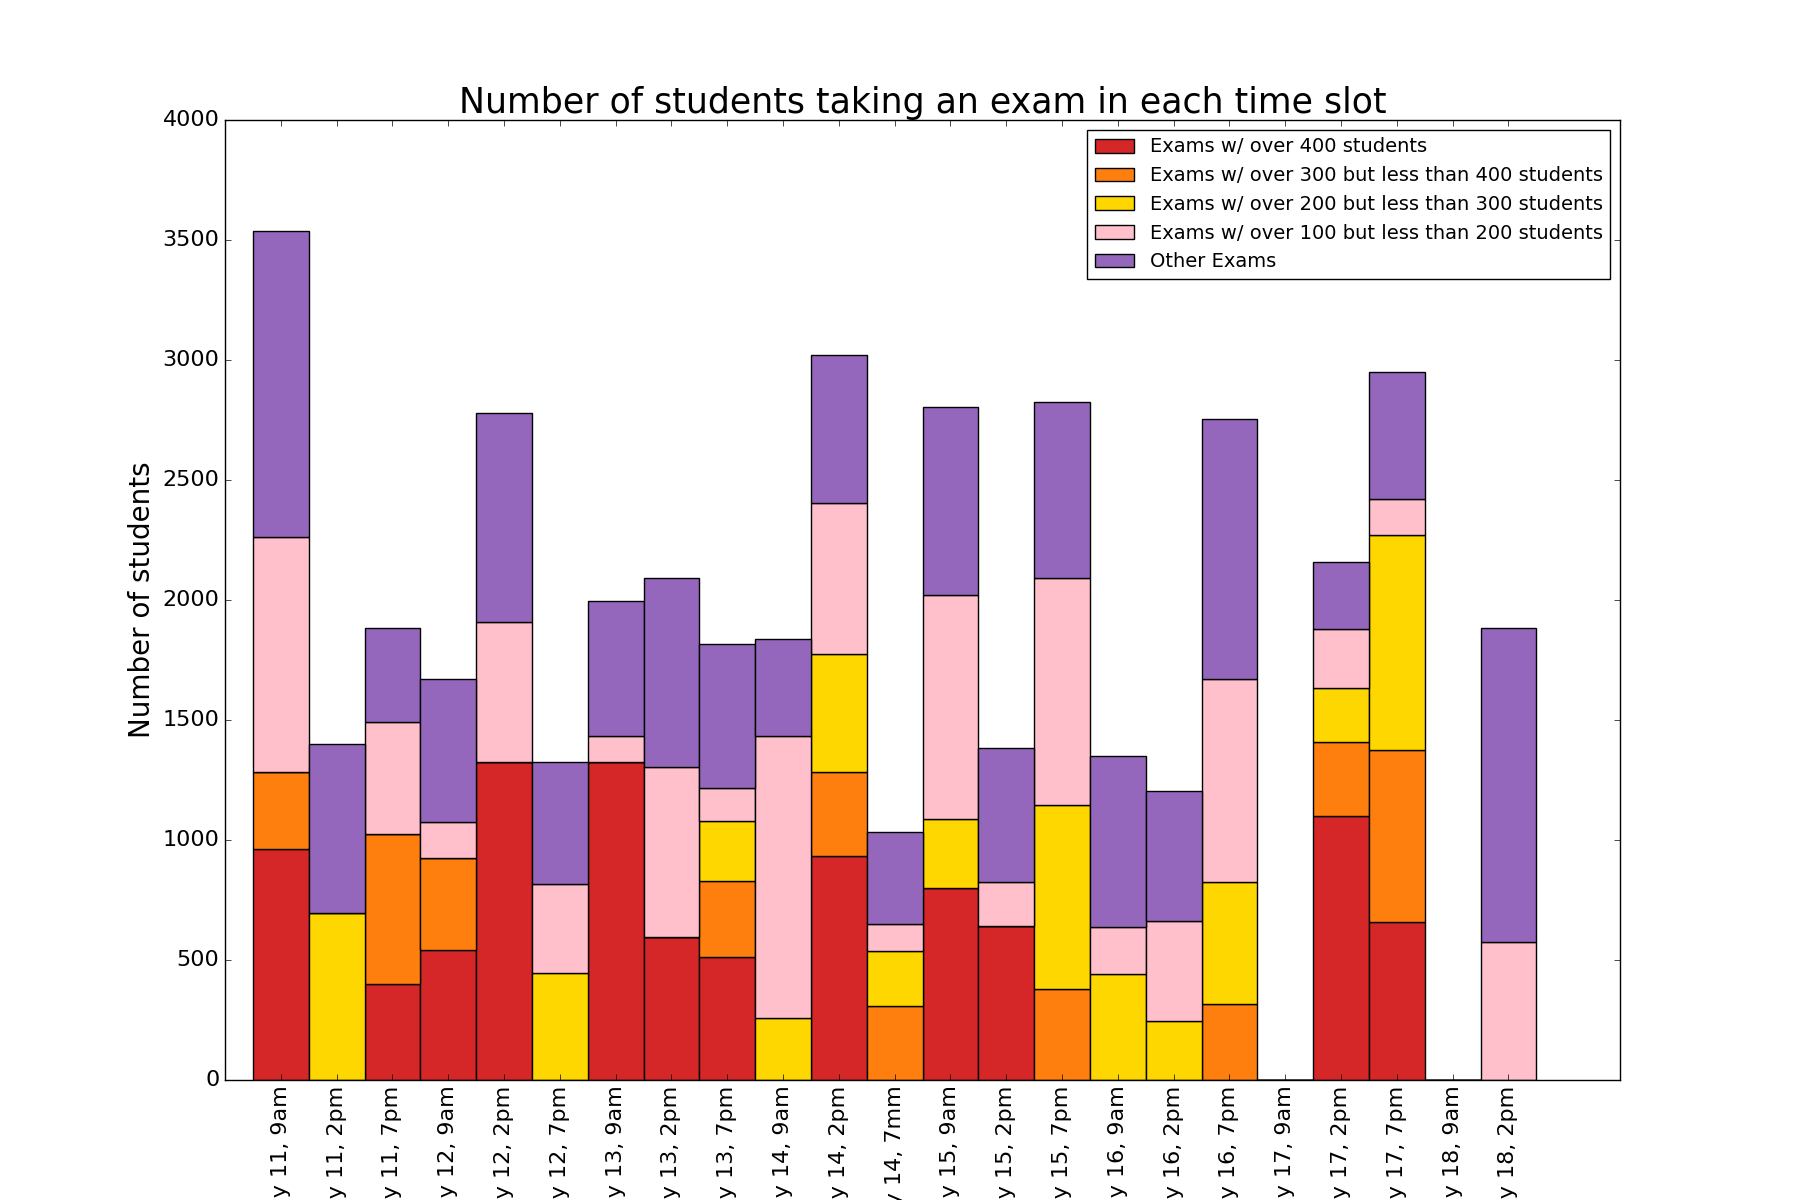 Number of students taking an exam in each time slot
Number of students
4000
3500
3000
2500
2000
1500
1000
500
0
Exams w/ over 400 students
Exams w/ over 300 but less than 400 students
Exams w/ over 200 but less than 300 students
Exams w/ over 100 but less than 200 students
Other Exams
y 11, 9am
y 11, 2pm
y 11, 7pm
y 12, 9am
y 12, 2pm
y 12, 7pm
y 13, 9am
y 13, 2pm
y 13, 7pm
y 14, 9am
y 14, 2pm
y 14, 7mm
y 15, 9am
y 15, 2pm
y 15, 7pm
y 16, 9am
y 16, 2pm
y 16, 7pm
y 17, 9am
y 17, 2pm
y 17, 7pm
y 18, 9am
y 18, 2pm